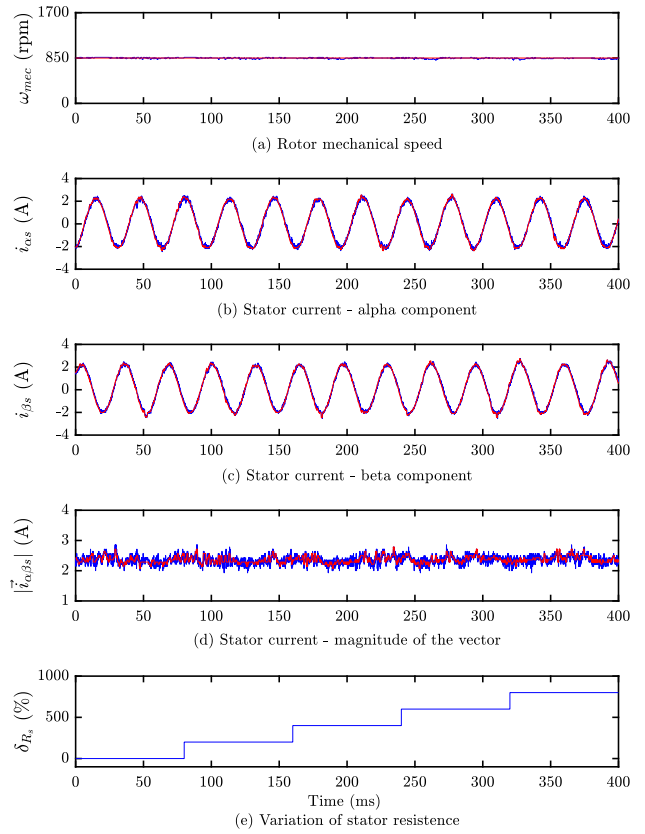 1700
850
0
ω_mec (rpm)
0 50 100 150 200 250 300 350 400
(a) Rotor mechanical speed
4
2
0
-2
-4
i_αs (A)
0 50 100 150 200 250 300 350 400
(b) Stator current - alpha component
4
2
0
-2
-4
i_βs (A)
0 50 100 150 200 250 300 350 400
(c) Stator current - beta component
4
3
2
1
|i⃗_αβs| (A)
0 50 100 150 200 250 300 350 400
(d) Stator current - magnitude of the vector
1000
500
0
δ_Rs (%)
0 50 100 150 200 250 300 350 400
Time (ms)
(e) Variation of stator resistence